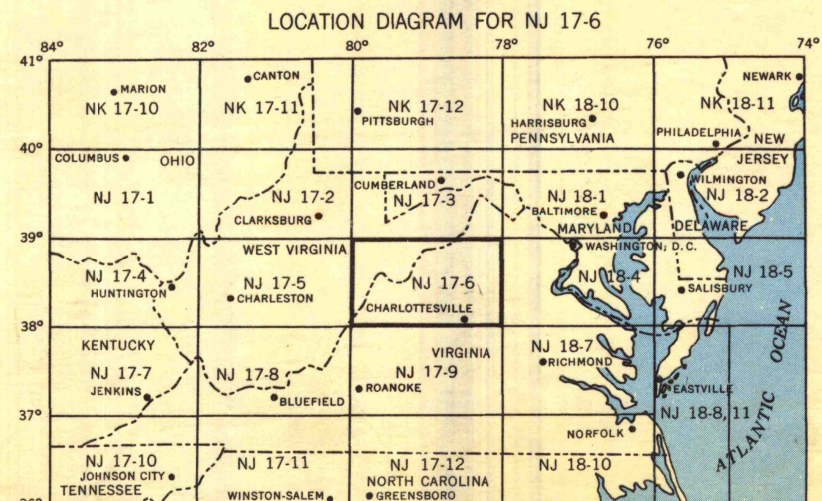 LOCATION DIAGRAM FOR NJ 17-6
84° 82° 80° 78° 76° 74°
41°
CANTON
NEWARK
MARION
NK 17-10
NK 17-11
NK 17-12
NK 18-10
NK 18-11
PITTSBURGH
HARRISBURG
PENNSYLVANIA
PHILADELPHIA
NEW
JERSEY
40°
COLUMBUS
OHIO
CUMBERLAND
WILMINGTON
NJ 17-1
NJ 17-2
NJ 17-3
NJ 18-1
NJ 18-2
CLARKSBURG
BALTIMORE
MARYLAND
DELAWARE
39°
WEST VIRGINIA
WASHINGTON, D.C.
NJ 17-4
NJ 17-5
NJ 17-6
NJ 18-4
NJ 18-5
HUNTINGTON
CHARLESTON
CHARLOTTESVILLE
SALISBURY
38°
KENTUCKY
VIRGINIA
NJ 18-7
RICHMOND
NJ 17-7
NJ 17-8
NJ 17-9
JENKINS
BLUEFIELD
ROANOKE
EASTVILLE
37°
NJ 18-8, 11
NORFOLK
ATLANTIC OCEAN
NJ 17-10
NJ 17-11
NJ 17-12
NJ 18-10
JOHNSON CITY
TENNESSEE
NORTH CAROLINA
WINSTON-SALEM
GREENSBORO
36°